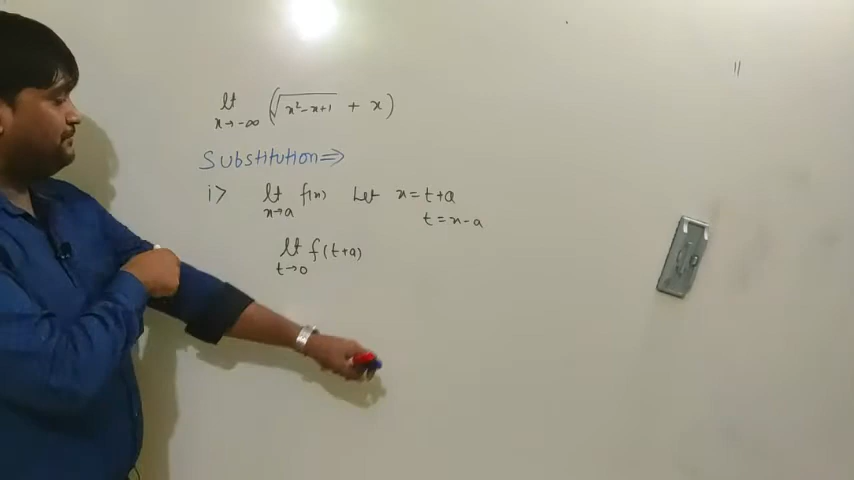 lt (√x²-x+1 + x)
x→-∞
Substitution⇒
i> lt f(x) Let x=t+a
x→a t=x-a
lt f(t+a)
t→0
||